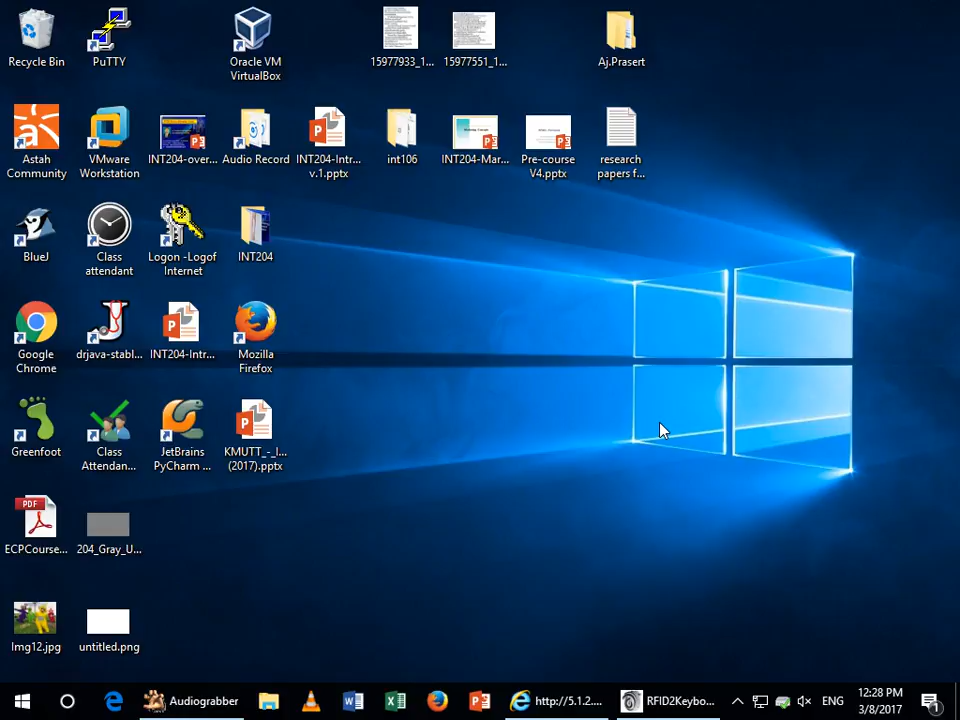 Recycle Bin
PuTTY
Oracle VM
VirtualBox
15977933_1...
15977551_1...
Aj.Prasert
Astah
Community
VMware
Workstation
INT204-over...
Audio Record
INT204-Intr...
v.1.pptx
int106
INT204-Mar...
Pre-course
V4.pptx
research
papers f...
BlueJ
Class
attendant
Logon -Logof
Internet
INT204
Google
Chrome
drjava-stabl...
INT204-Intr...
Mozilla
Firefox
Greenfoot
Class
Attendan...
JetBrains
PyCharm ...
KMUTT_-_I...
(2017).pptx
PDF
ECPCourse...
204_Gray_U...
Img12.jpg
untitled.png
Audiograbber
http://5.1.2....
RFID2Keybo...
ENG
12:28 PM
3/8/2017
1